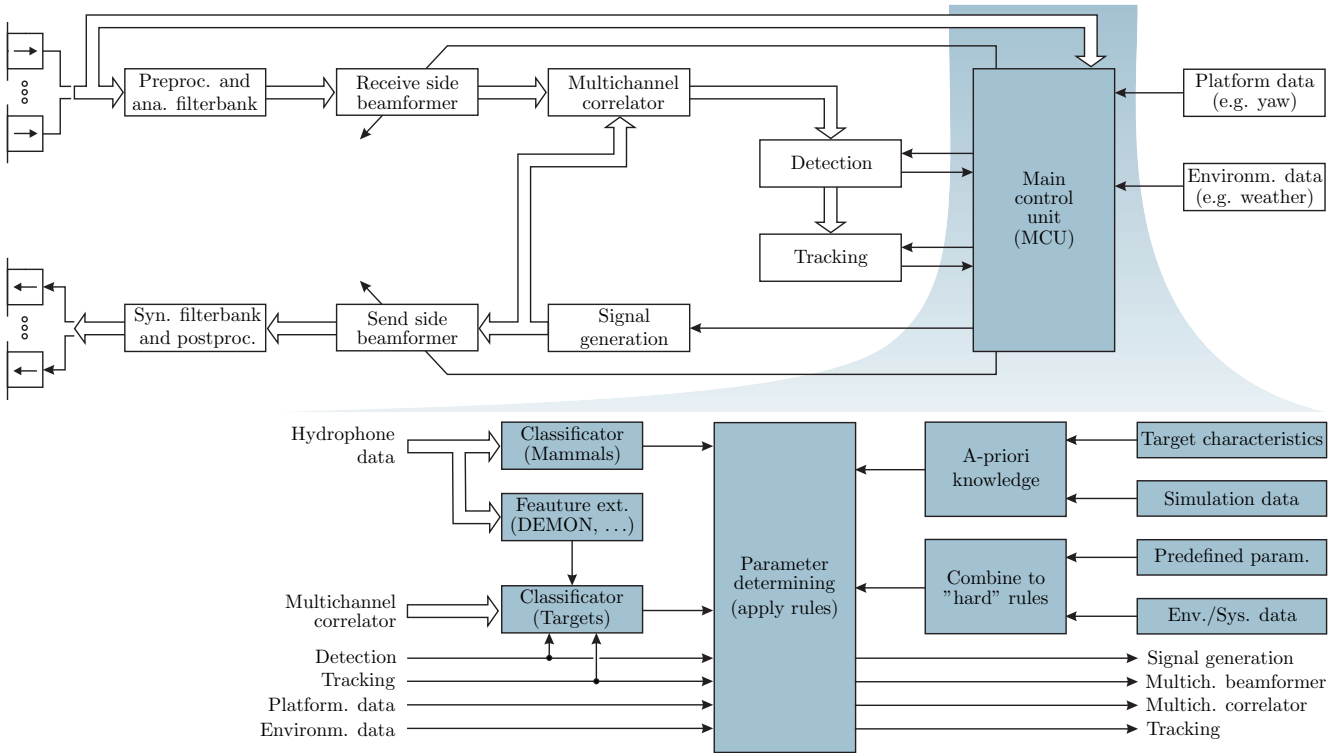 Preproc. and
ana. filterbank
Receive side
beamformer
Multichannel
correlator
Platform data
(e.g. yaw)
Detection
Main
control
unit
(MCU)
Environm. data
(e.g. weather)
Tracking
Syn. filterbank
and postproc.
Send side
beamformer
Signal
generation
Hydrophone
data
Classificator
(Mammals)
Feauture ext.
(DEMON, ...)
Multichannel
correlator
Classificator
(Targets)
Detection
Tracking
Platform. data
Environm. data
Parameter
determining
(apply rules)
A-priori
knowledge
Target characteristics
Simulation data
Combine to
"hard" rules
Predefined param.
Env./Sys. data
Signal generation
Multich. beamformer
Multich. correlator
Tracking